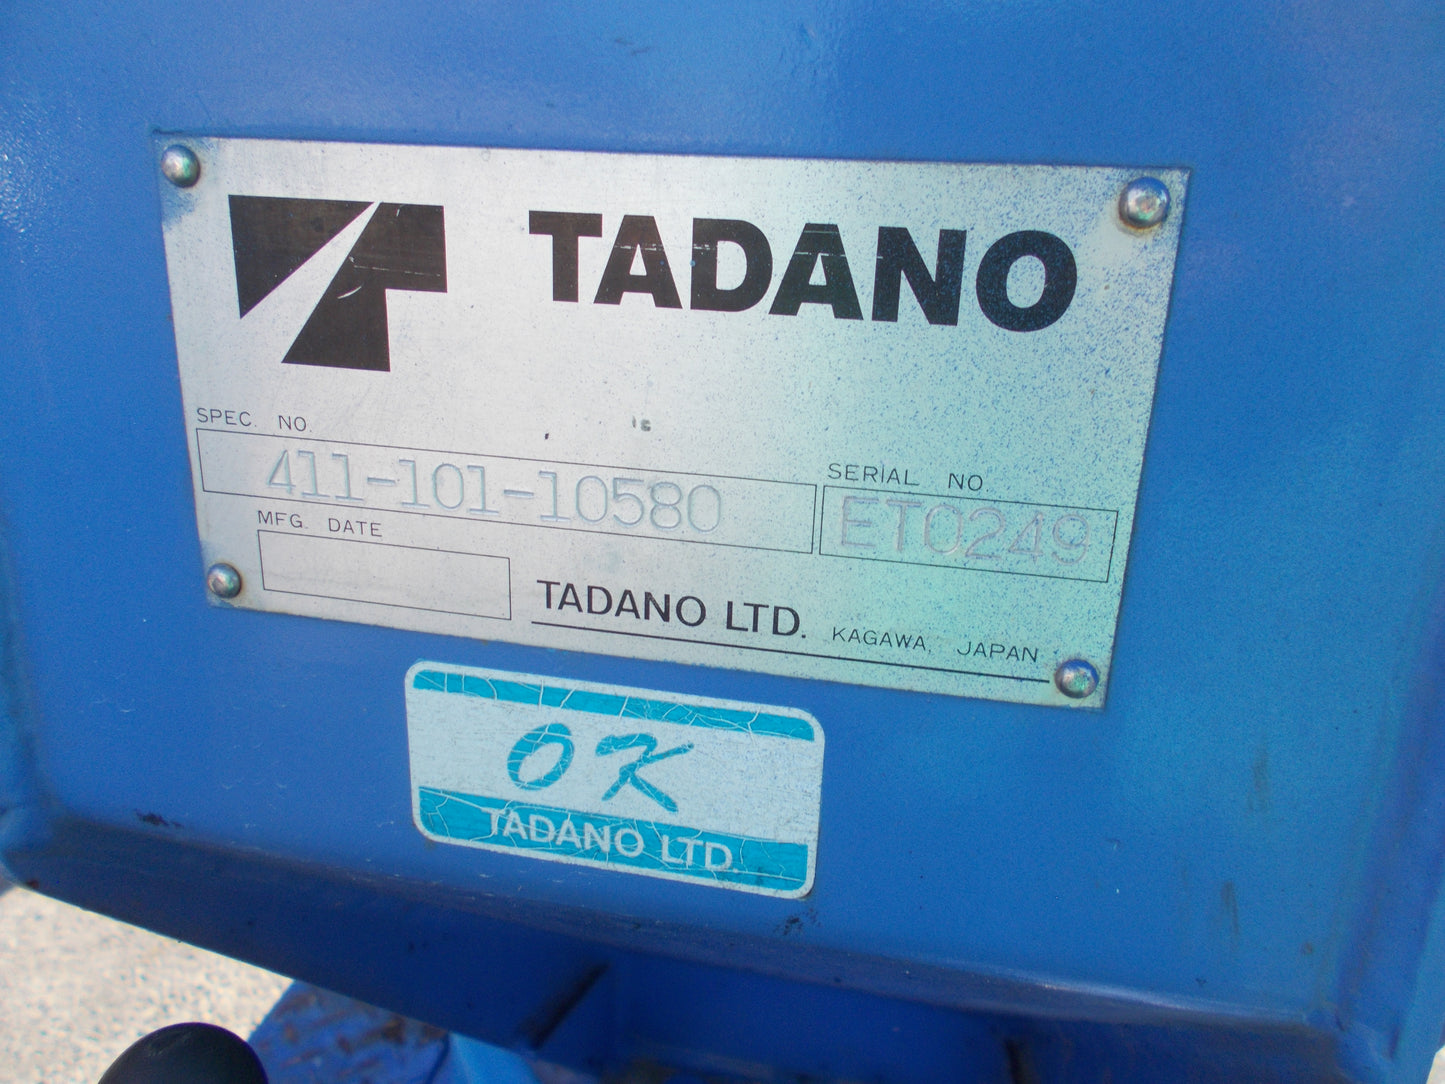 TADANO
SPEC. NO.
411-101-10580
SERIAL NO
ET0249
MFG. DATE
TADANO LTD. KAGAWA, JAPAN
OK
TADANO LTD.